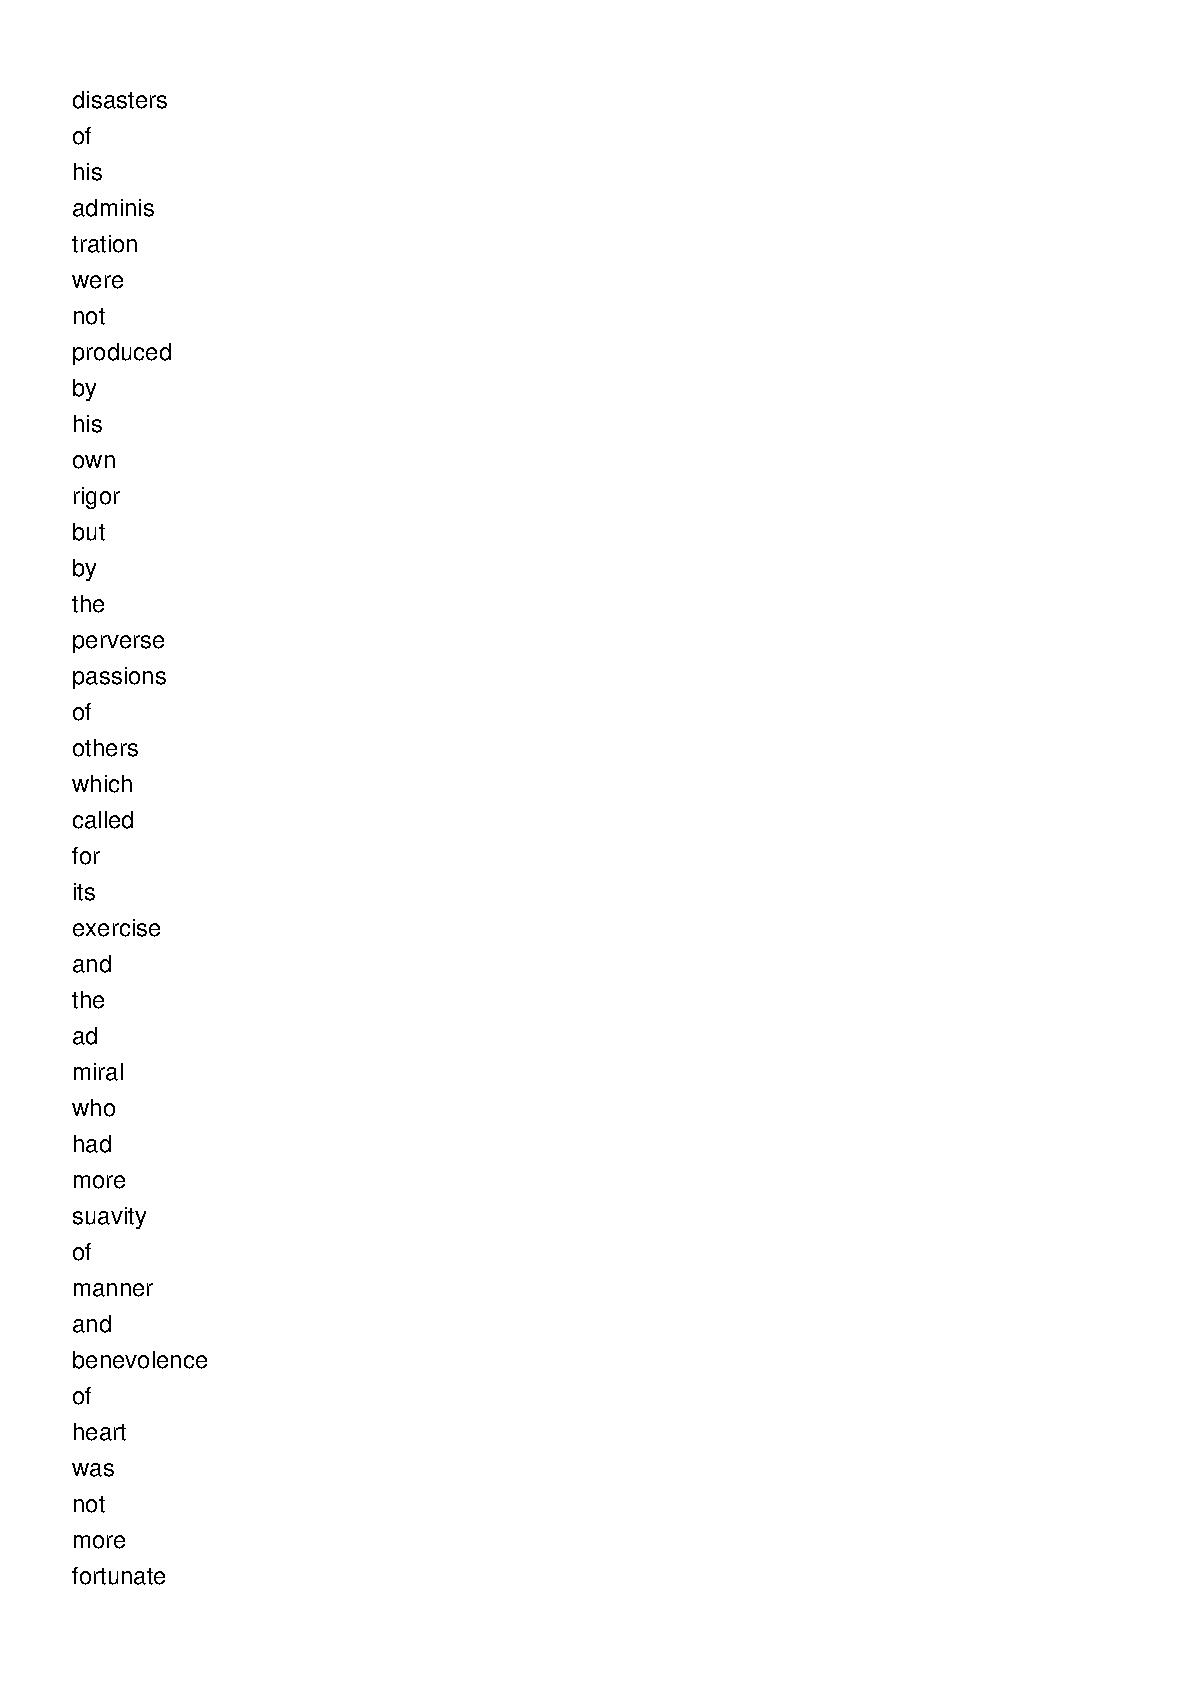 disasters
of
his
adminis
tration
were
not
produced
by
his
own
rigor
but
by
the
perverse
passions
of
others
which
called
for
its
exercise
and
the
ad
miral
who
had
more
suavity
of
manner
and
benevolence
of
heart
was
not
more
fortunate